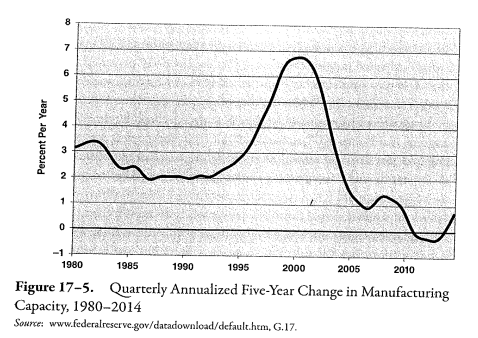 8
7
6
5
4
3
2
1
0
−1
Percent Per Year
1980 1985 1990 1995 2000 2005 2010
Figure 17–5. Quarterly Annualized Five-Year Change in Manufacturing
Capacity, 1980–2014
Source: www.federalreserve.gov/datadownload/default.htm, G.17.